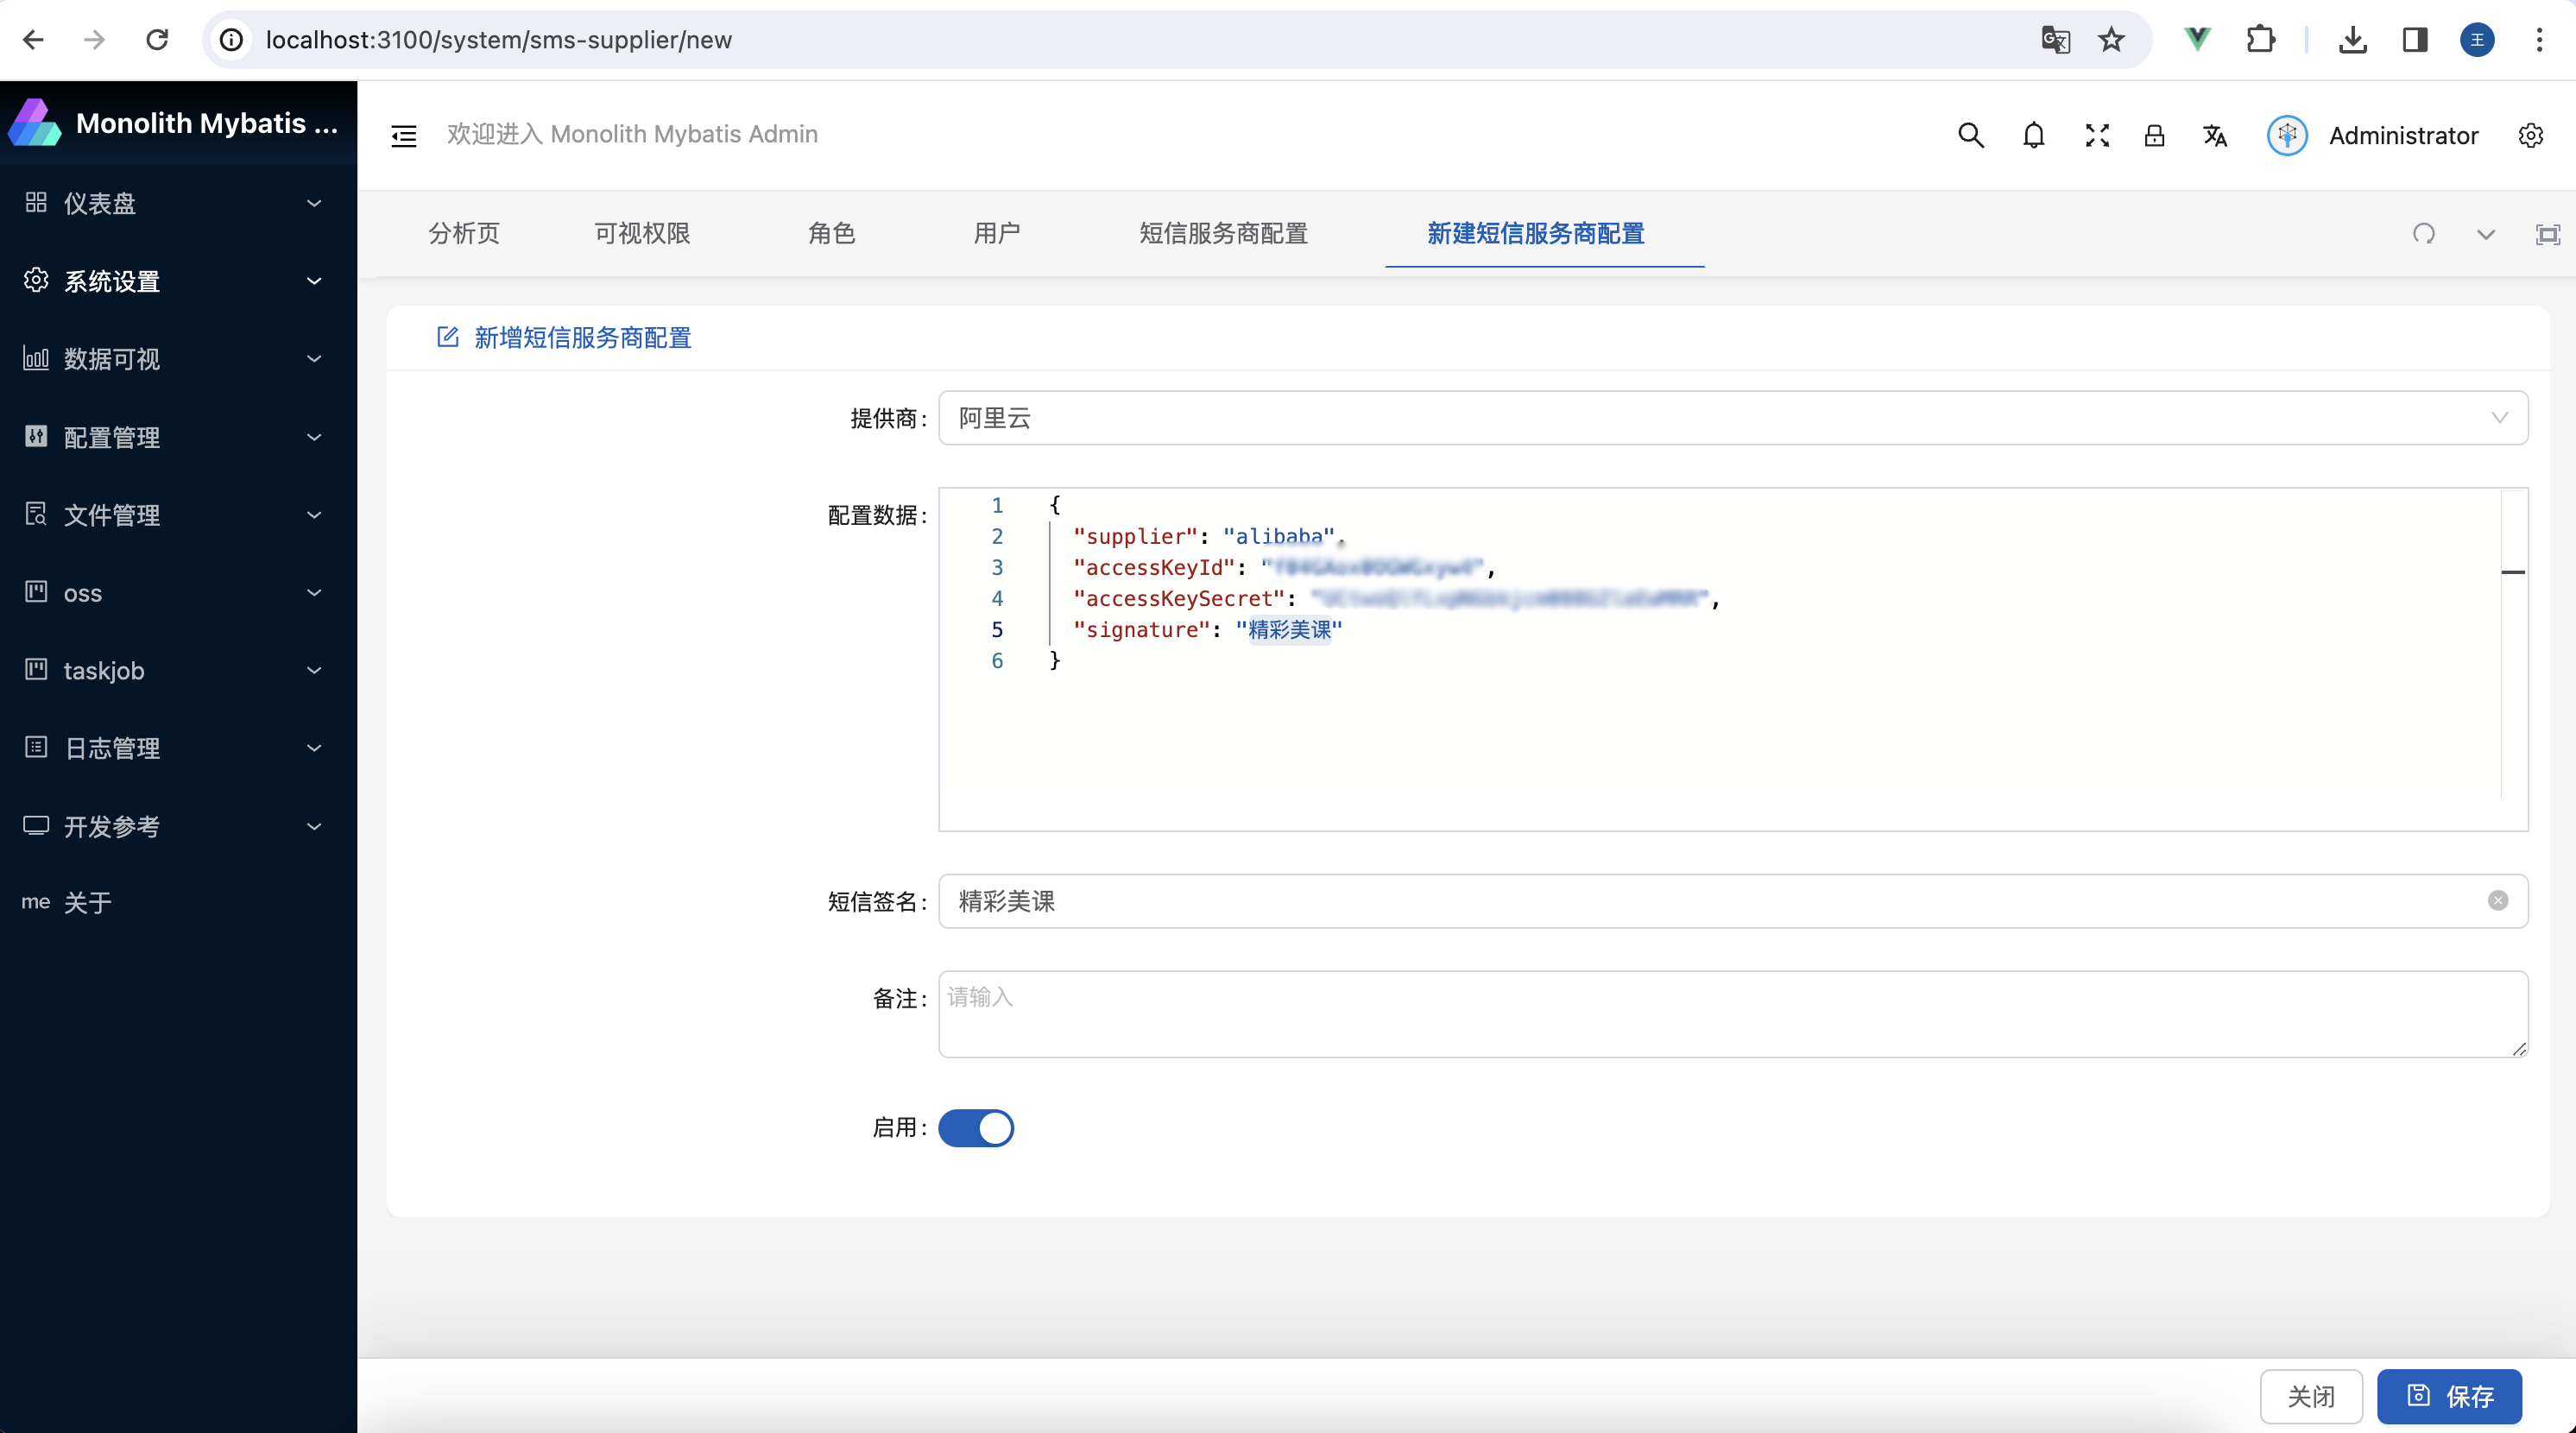 localhost:3100/system/sms-supplier/new
王
Monolith Mybatis ...
欢迎进入 Monolith Mybatis Admin
Administrator
仪表盘
系统设置
数据可视
配置管理
文件管理
oss
taskjob
日志管理
开发参考
me 关于
分析页 可视权限 角色 用户 短信服务商配置 新建短信服务商配置
新增短信服务商配置
提供商: 阿里云
配置数据:
1 {
2 "supplier": "alibaba",
3 "accessKeyId": " ",
4 "accessKeySecret": " ",
5 "signature": "精彩美课"
6 }
短信签名: 精彩美课
备注: 请输入
启用:
关闭 保存